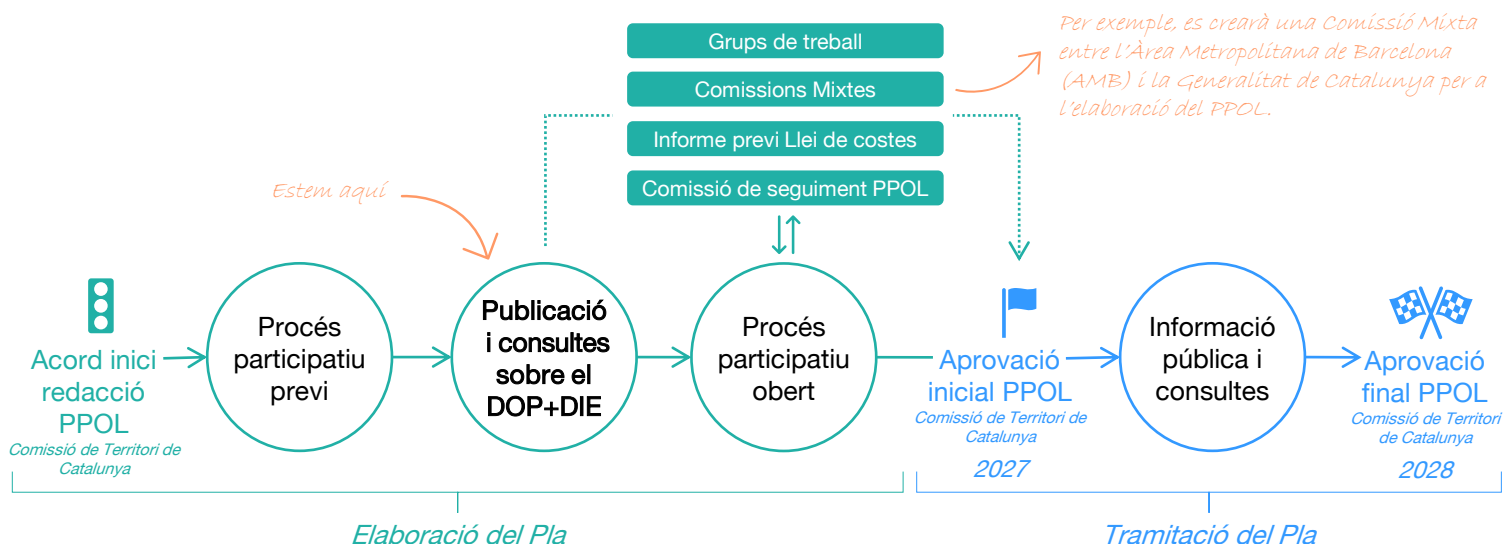 Grups de treball
Comissions Mixtes
Informe previ Llei de costes
Comissió de seguiment PPOL
Per exemple, es crearà una Comissió Mixta
entre l'Àrea Metropolitana de Barcelona
(AMB) i la Generalitat de Catalunya per a
l'elaboració del PPOL.
Estem aquí
Acord inici
redacció
PPOL
Comissió de Territori de
Catalunya
Procés
participatiu
previ
Publicació
i consultes
sobre el
DOP+DIE
Procés
participatiu
obert
Aprovació
inicial PPOL
Comissió de Territori de
Catalunya
2027
Informació
pública i
consultes
Aprovació
final PPOL
Comissió de Territori
de Catalunya
2028
Elaboració del Pla
Tramitació del Pla